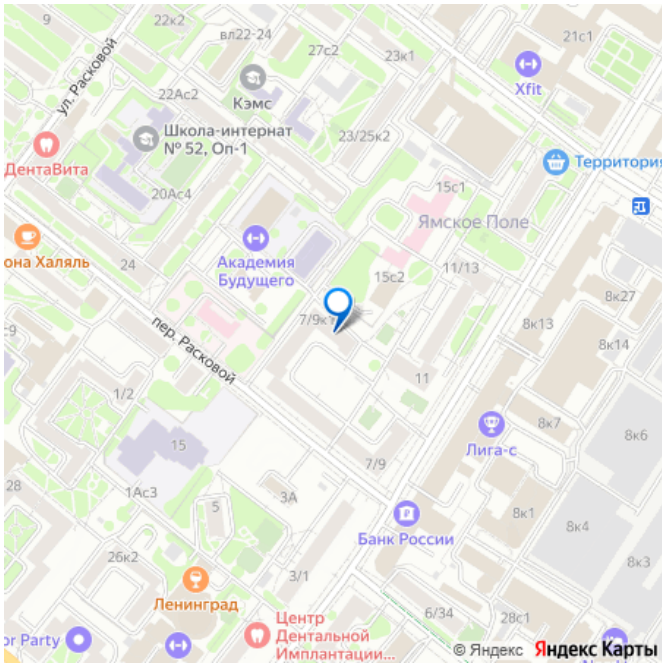 9
22к2
вл22-24
27с2
23к1
21с1
ул. Расковой
22Ас2
Кэмс
Xfit
Школа-интернат
№ 52, Оп-1
23/25к2
ДентаВита
Территория
20Ас4
15с1
Ямское Поле
она Халяль
24
Академия
Будущего
11/13
15с2
8к27
7/9к1
8к13
8к14
с9
пер. Расковой
1/2
11
8к7
8к6
Лига-с
15
7/9
28
1Ас3
3А
5
8к1
8к4
Банк России
26к2
8к3
3/1
Ленинград
6/34
28с1
Центр
Дентальной
Имплантации...
or Party
© Яндекс
Яндекс Карты